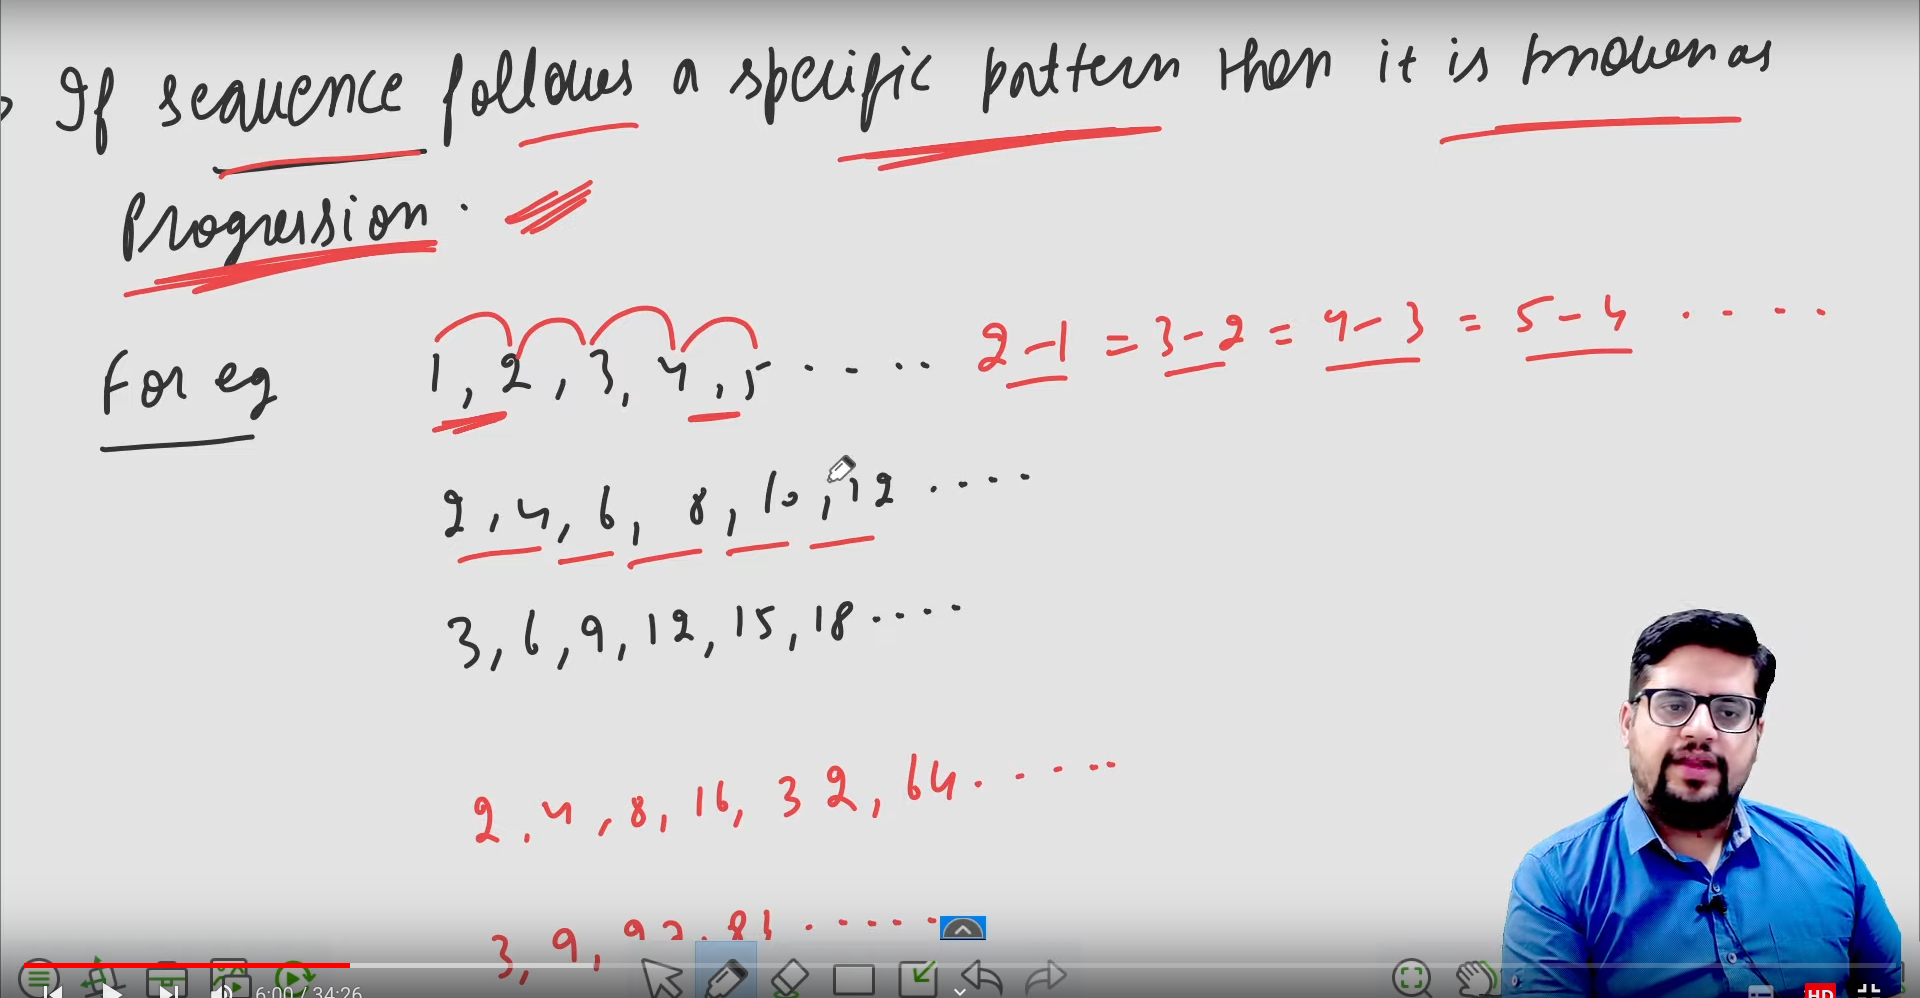 If sequence follows a specific pattern then it is known as
Progression.
For eg 1, 2, 3, 4, 5 ..... 2-1 = 3-2 = 4-3 = 5-4 ....
2, 4, 6, 8, 10, 12 ....
3, 6, 9, 12, 15, 18 ....
2, 4, 8, 16, 32, 64 .....
3, 9, 27, 81 .....
6:00 / 34:26
HD